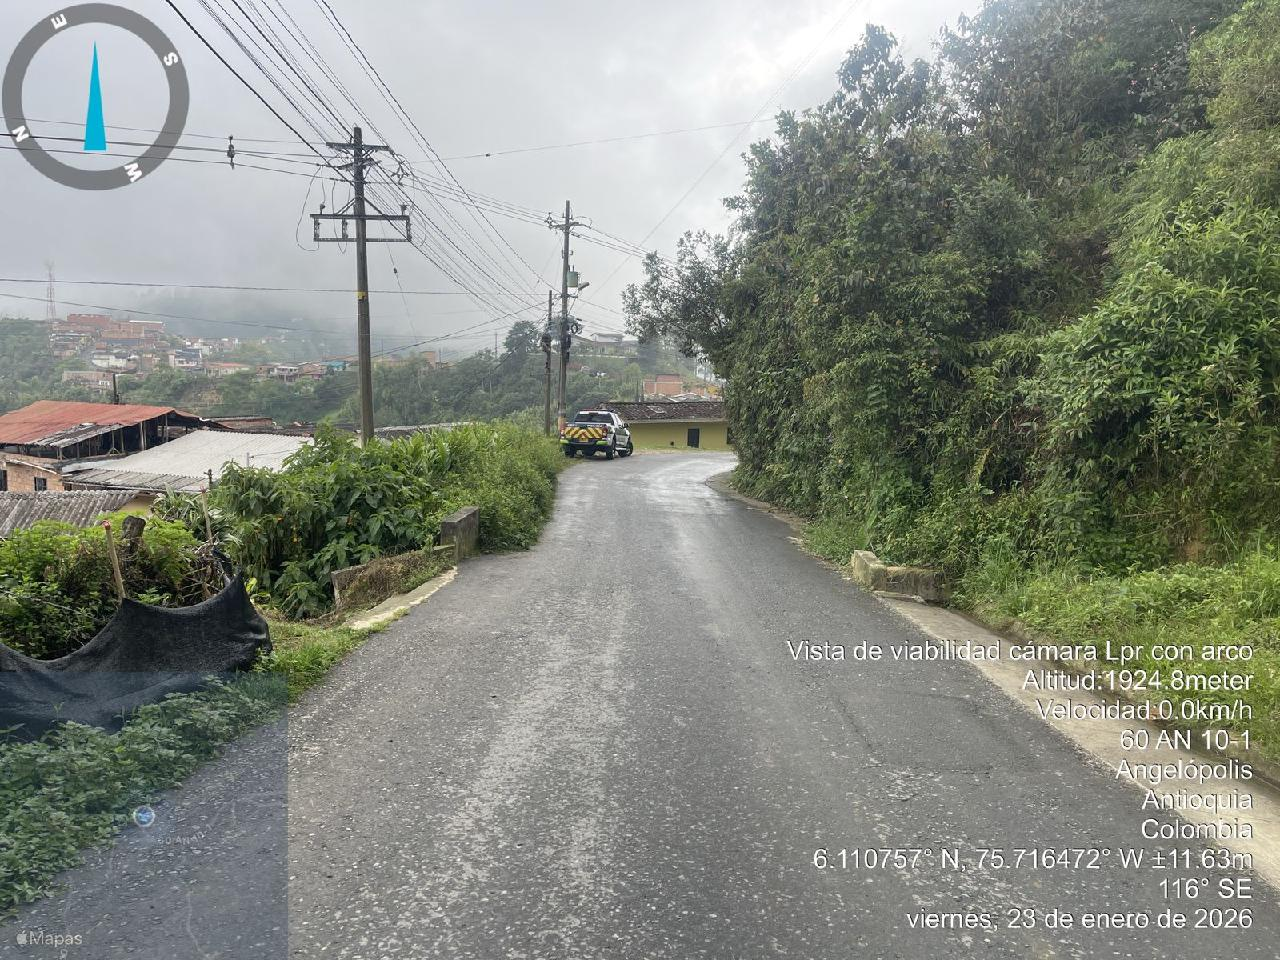 E
S
N
W
Vista de viabilidad cámara Lpr con arco
Altitud:1924.8meter
Velocidad:0.0km/h
60 AN 10-1
Angelópolis
Antioquia
Colombia
6.110757° N, 75.716472° W ±11.63m
116° SE
viernes, 23 de enero de 2026
Mapas